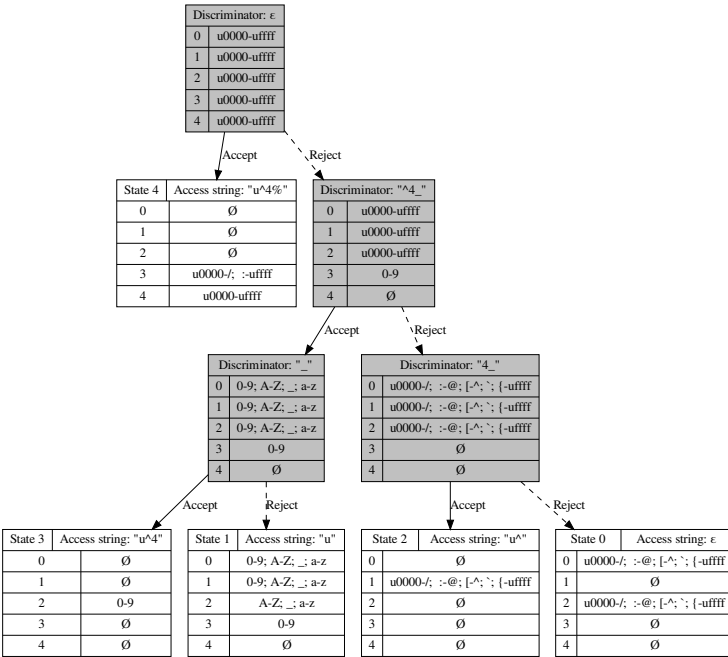 Discriminator: ε
0 u0000-uffff
1 u0000-uffff
2 u0000-uffff
3 u0000-uffff
4 u0000-uffff
Accept
Reject
State 4 Access string: "u^4%"
0 Ø
1 Ø
2 Ø
3 u0000-/; :-uffff
4 u0000-uffff
Discriminator: "^4_"
0 u0000-uffff
1 u0000-uffff
2 u0000-uffff
3 0-9
4 Ø
Accept
Reject
Discriminator: "_"
0 0-9; A-Z; _; a-z
1 0-9; A-Z; _; a-z
2 0-9; A-Z; _; a-z
3 0-9
4 Ø
Discriminator: "4_"
0 u0000-/; :-@; [-^; `; {-uffff
1 u0000-/; :-@; [-^; `; {-uffff
2 u0000-/; :-@; [-^; `; {-uffff
3 Ø
4 Ø
Accept
Reject
Accept
Reject
State 3 Access string: "u^4"
0 Ø
1 Ø
2 0-9
3 Ø
4 Ø
State 1 Access string: "u"
0 0-9; A-Z; _; a-z
1 0-9; A-Z; _; a-z
2 A-Z; _; a-z
3 0-9
4 Ø
State 2 Access string: "u^"
0 Ø
1 u0000-/; :-@; [-^; `; {-uffff
2 Ø
3 Ø
4 Ø
State 0 Access string: ε
0 u0000-/; :-@; [-^; `; {-uffff
1 Ø
2 u0000-/; :-@; [-^; `; {-uffff
3 Ø
4 Ø